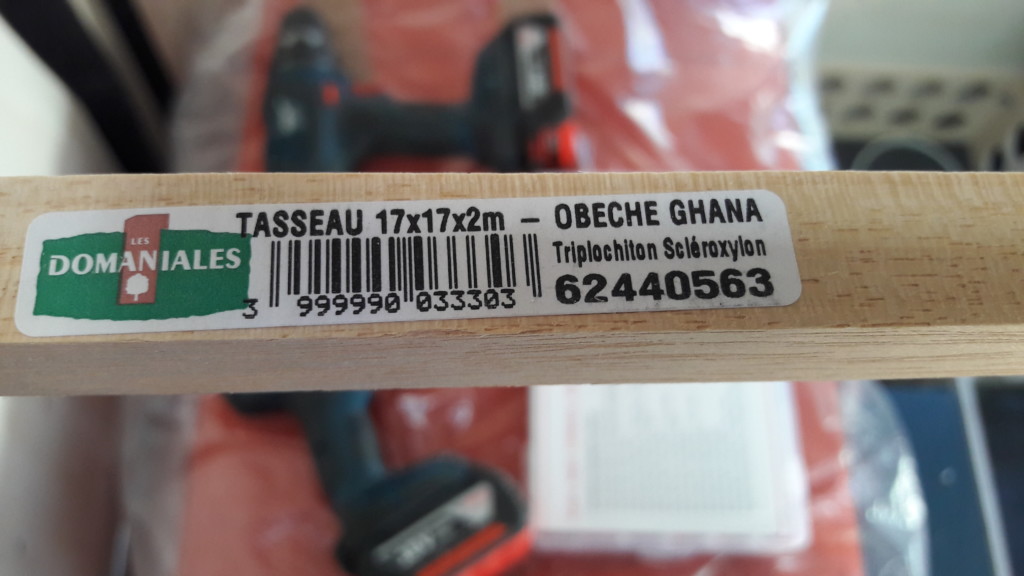 LES
DOMANIALES
TASSEAU 17x17x2m – OBECHE GHANA
Triplochiton Scléroxylon
3 999990 033303
62440563